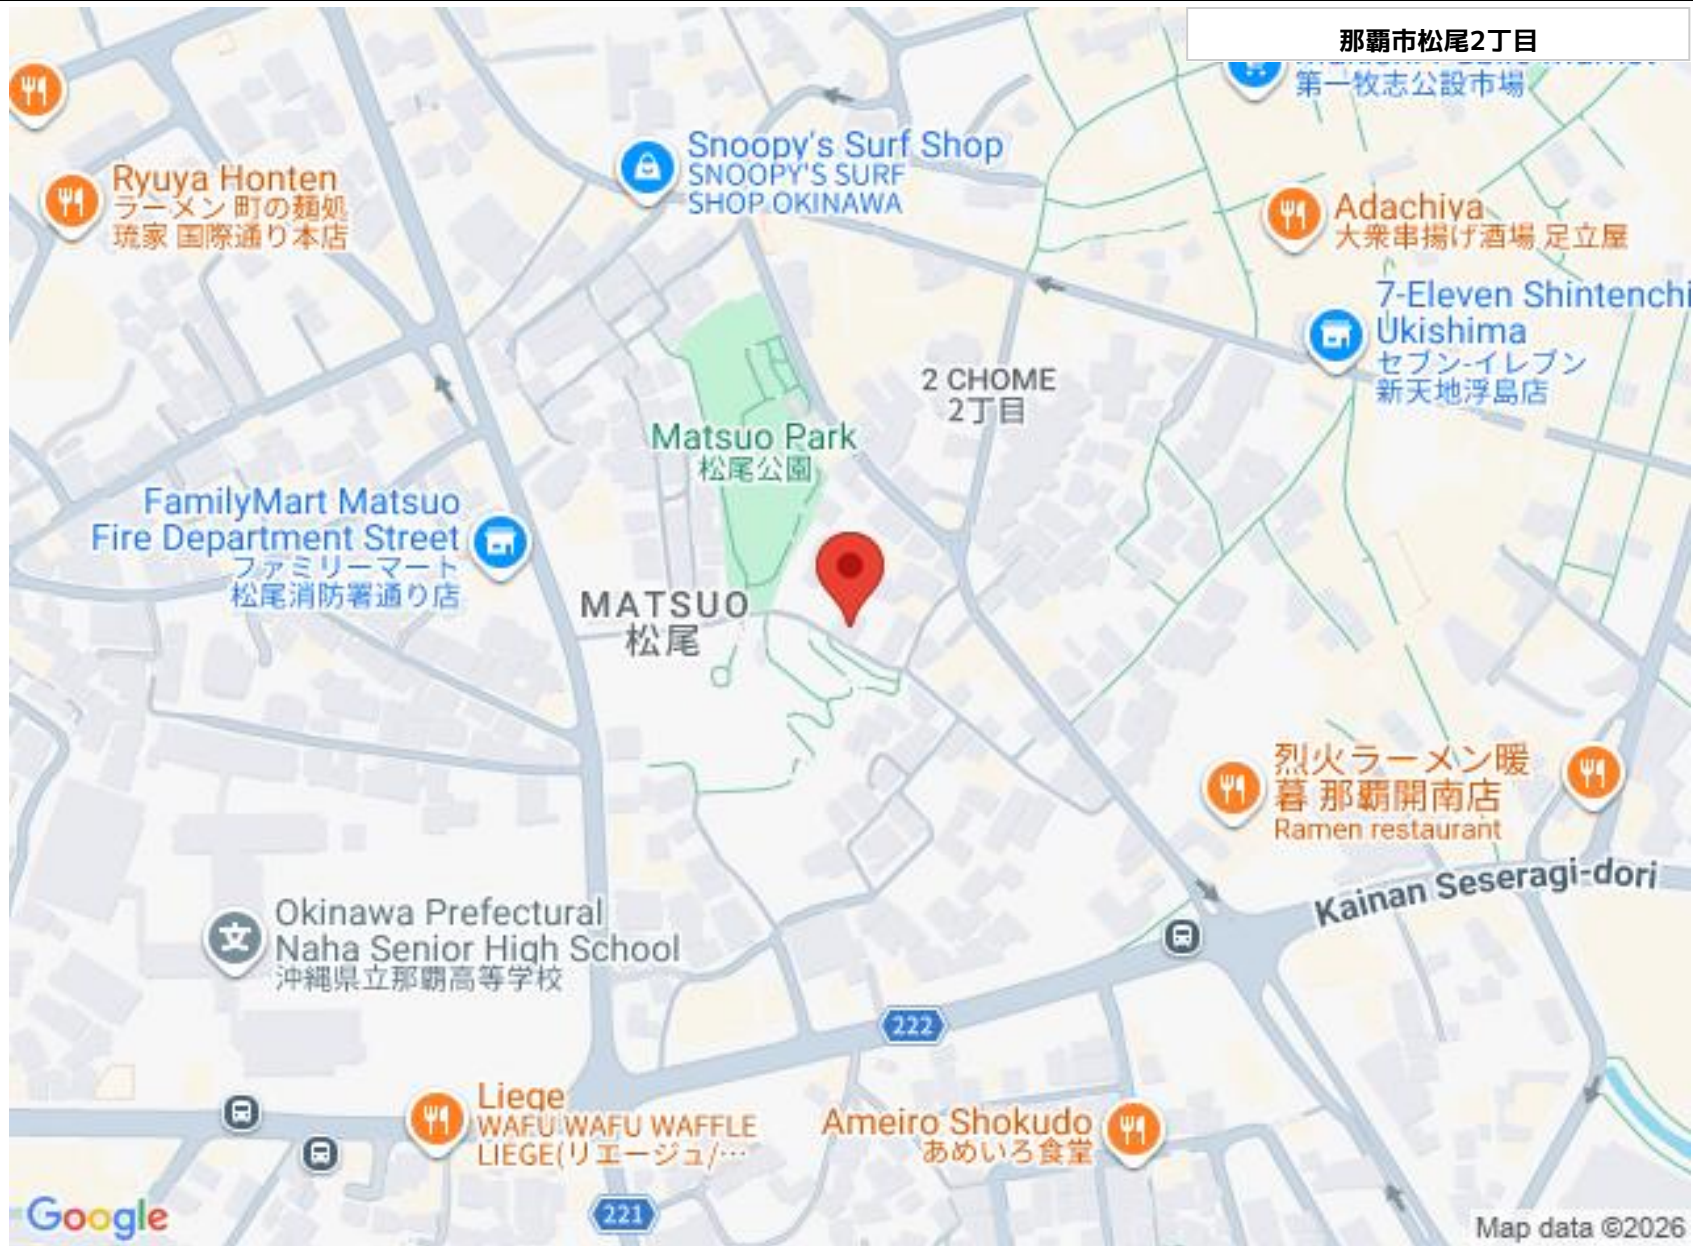 那覇市松尾2丁目
第一牧志公設市場
Snoopy's Surf Shop
SNOOPY'S SURF
SHOP OKINAWA
Ryuya Honten
ラーメン 町の麺処
琉家 国際通り本店
Adachiya
大衆串揚げ酒場 足立屋
7-Eleven Shintenchi
Ukishima
セブン-イレブン
新天地浮島店
2 CHOME
2丁目
Matsuo Park
松尾公園
FamilyMart Matsuo
Fire Department Street
ファミリーマート
松尾消防署通り店
MATSUO
松尾
烈火ラーメン暖
暮 那覇開南店
Ramen restaurant
Kainan Seseragi-dori
Okinawa Prefectural
Naha Senior High School
沖縄県立那覇高等学校
222
Liege
WAFU WAFU WAFFLE
LIEGE(リエージュ/…
Ameiro Shokudo
あめいろ食堂
221
Google
Map data ©2026